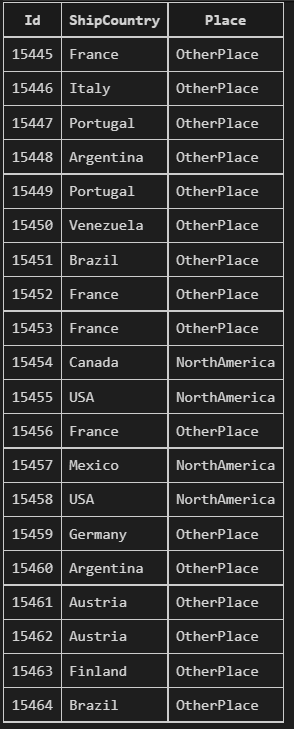 Id ShipCountry Place
15445 France OtherPlace
15446 Italy OtherPlace
15447 Portugal OtherPlace
15448 Argentina OtherPlace
15449 Portugal OtherPlace
15450 Venezuela OtherPlace
15451 Brazil OtherPlace
15452 France OtherPlace
15453 France OtherPlace
15454 Canada NorthAmerica
15455 USA NorthAmerica
15456 France OtherPlace
15457 Mexico NorthAmerica
15458 USA NorthAmerica
15459 Germany OtherPlace
15460 Argentina OtherPlace
15461 Austria OtherPlace
15462 Austria OtherPlace
15463 Finland OtherPlace
15464 Brazil OtherPlace